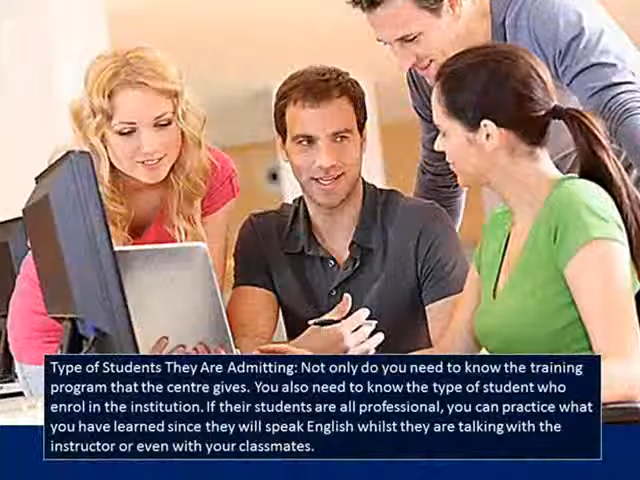 Type of Students They Are Admitting: Not only do you need to know the training
program that the centre gives. You also need to know the type of student who
enrol in the institution. If their students are all professional, you can practice what
you have learned since they will speak English whilst they are talking with the
instructor or even with your classmates.